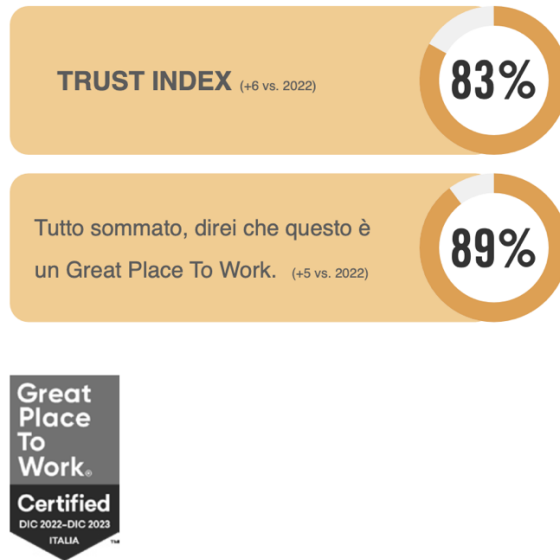 TRUST INDEX (+6 vs. 2022)
83%
Tutto sommato, direi che questo è
un Great Place To Work. (+5 vs. 2022)
89%
Great
Place
To
Work®
Certified
DIC 2022–DIC 2023
ITALIA
TM